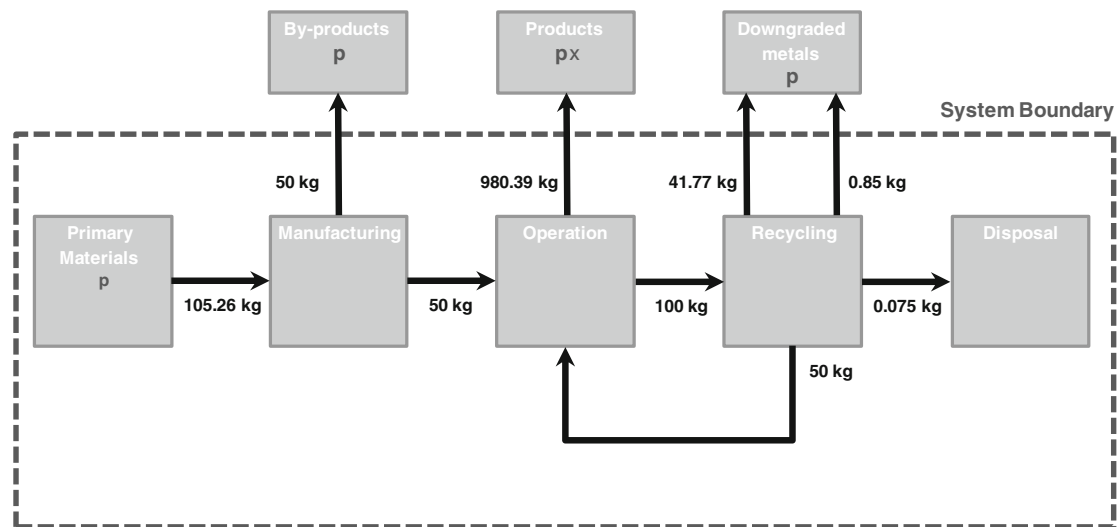 By-products
p
Products
px
Downgraded
metals
p
System Boundary
50 kg
980.39 kg
41.77 kg
0.85 kg
Primary
Materials
p
Manufacturing
Operation
Recycling
Disposal
105.26 kg
50 kg
100 kg
0.075 kg
50 kg